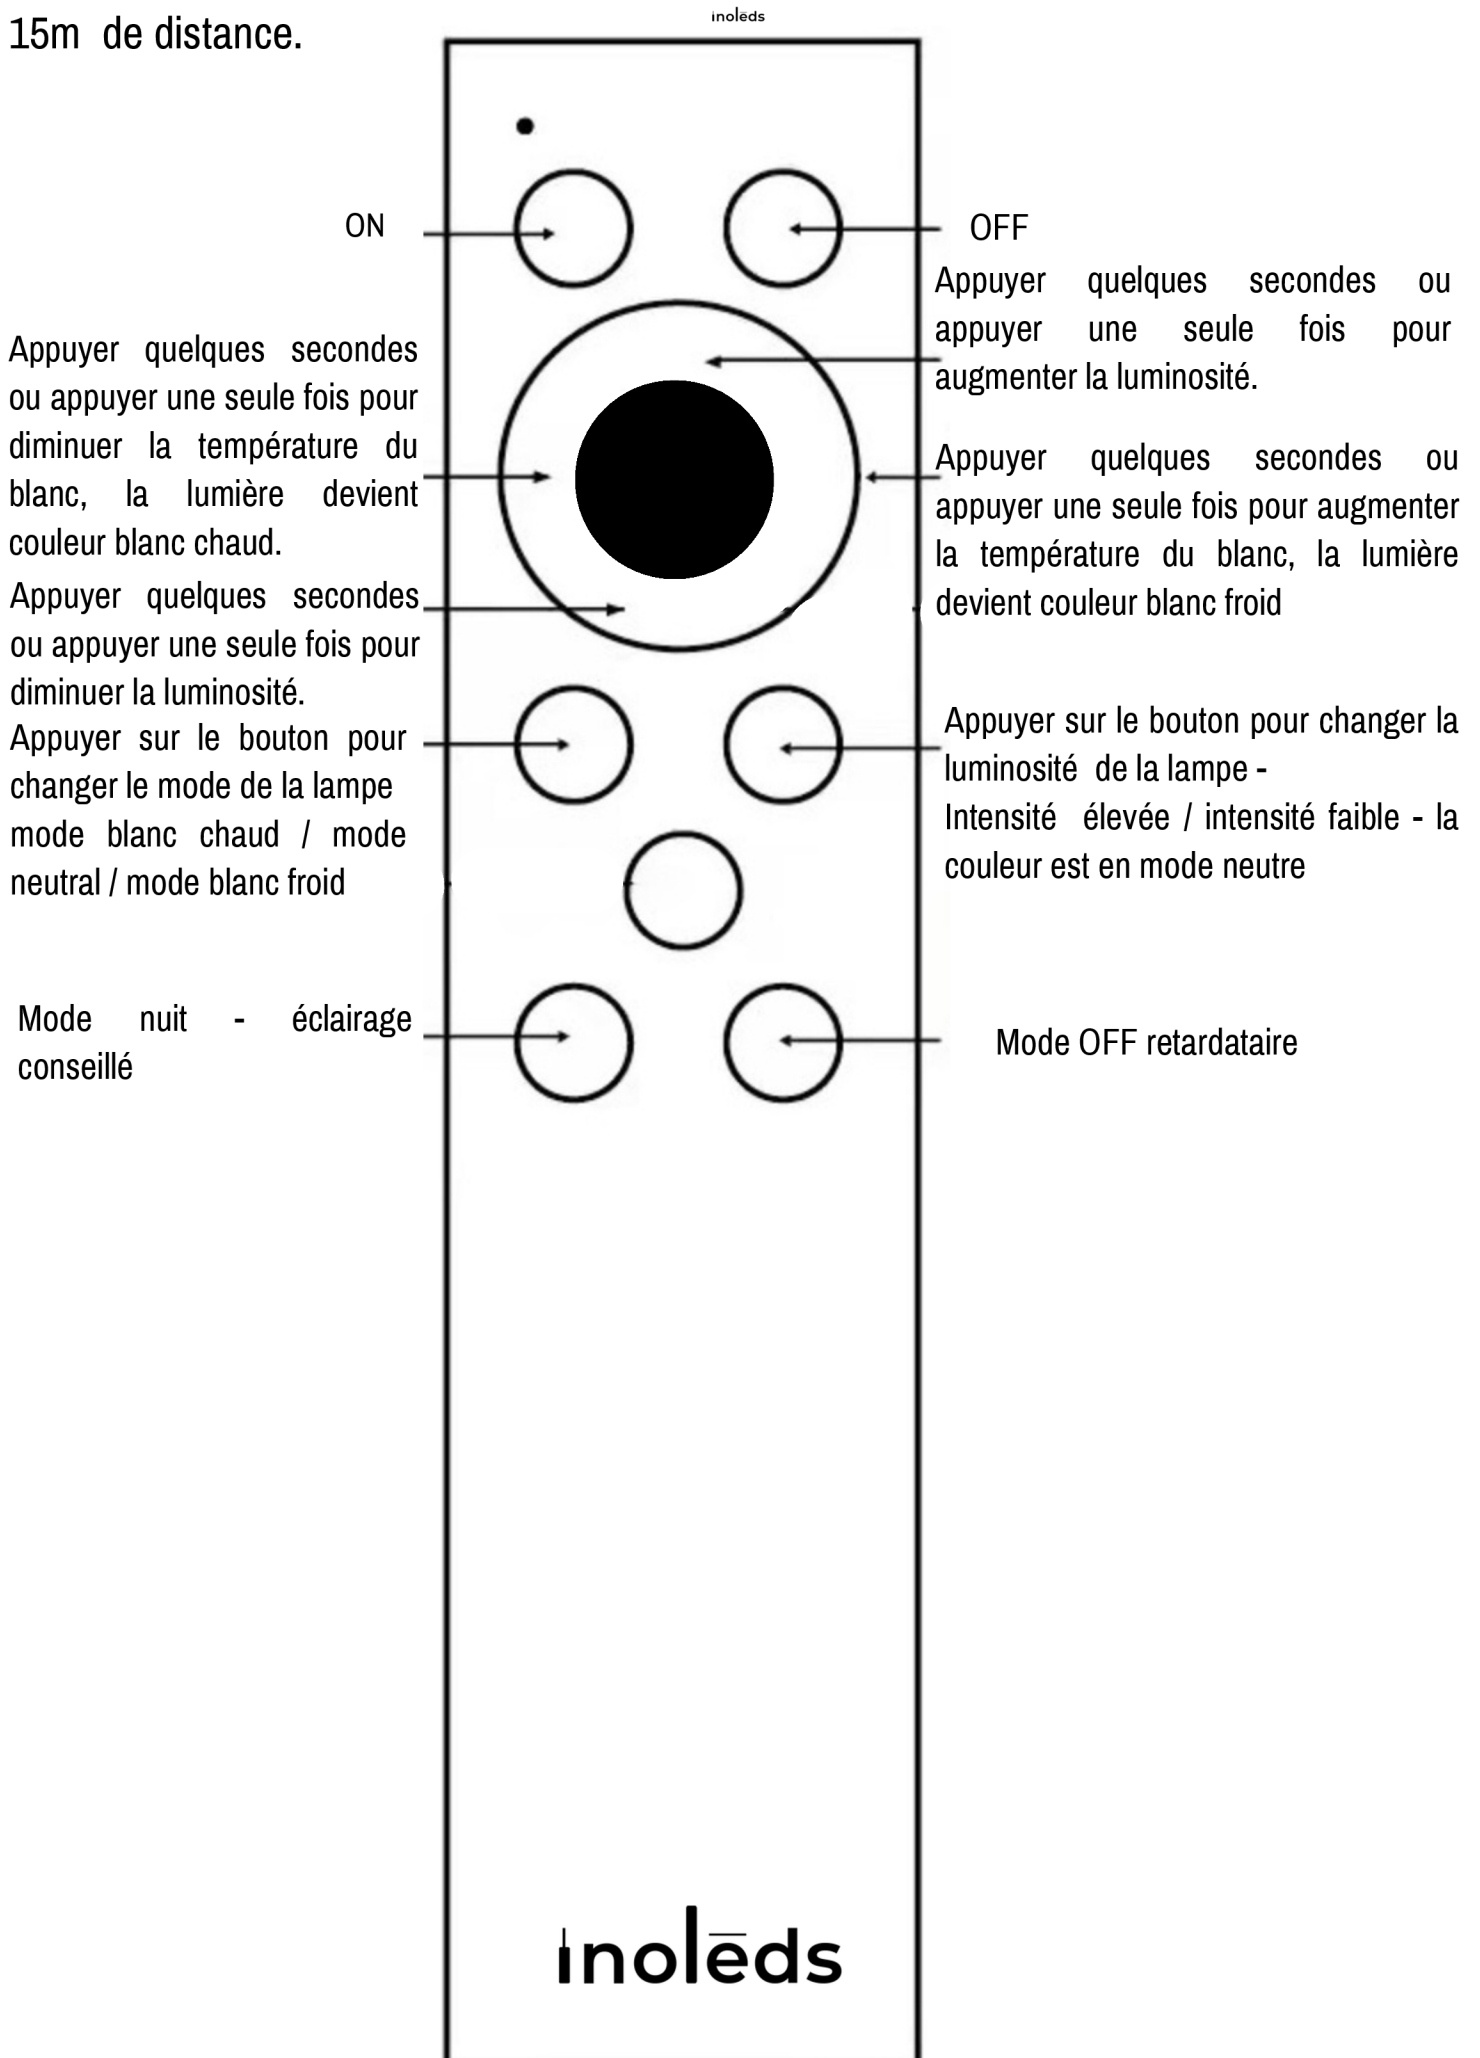 inolēds
15m de distance.
ON
OFF
Appuyer quelques secondes ou
appuyer une seule fois pour
augmenter la luminosité.
Appuyer quelques secondes
ou appuyer une seule fois pour
diminuer la température du
blanc, la lumière devient
couleur blanc chaud.
Appuyer quelques secondes ou
appuyer une seule fois pour augmenter
la température du blanc, la lumière
devient couleur blanc froid
Appuyer quelques secondes
ou appuyer une seule fois pour
diminuer la luminosité.
Appuyer sur le bouton pour
changer le mode de la lampe
mode blanc chaud / mode
neutral / mode blanc froid
Appuyer sur le bouton pour changer la
luminosité de la lampe -
Intensité élevée / intensité faible - la
couleur est en mode neutre
Mode nuit - éclairage
conseillé
Mode OFF retardataire
inolēds